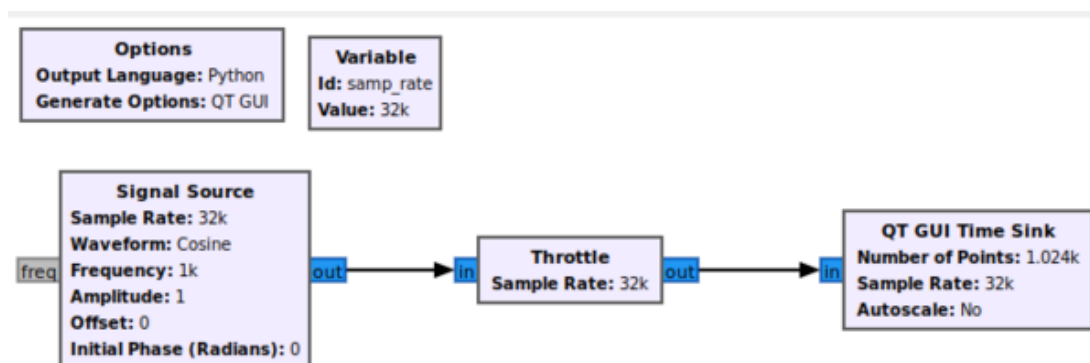 Options
Output Language: Python
Generate Options: QT GUI
Variable
Id: samp_rate
Value: 32k
Signal Source
Sample Rate: 32k
Waveform: Cosine
Frequency: 1k
Amplitude: 1
Offset: 0
Initial Phase (Radians): 0
freq
out
in
Throttle
Sample Rate: 32k
out
in
QT GUI Time Sink
Number of Points: 1.024k
Sample Rate: 32k
Autoscale: No